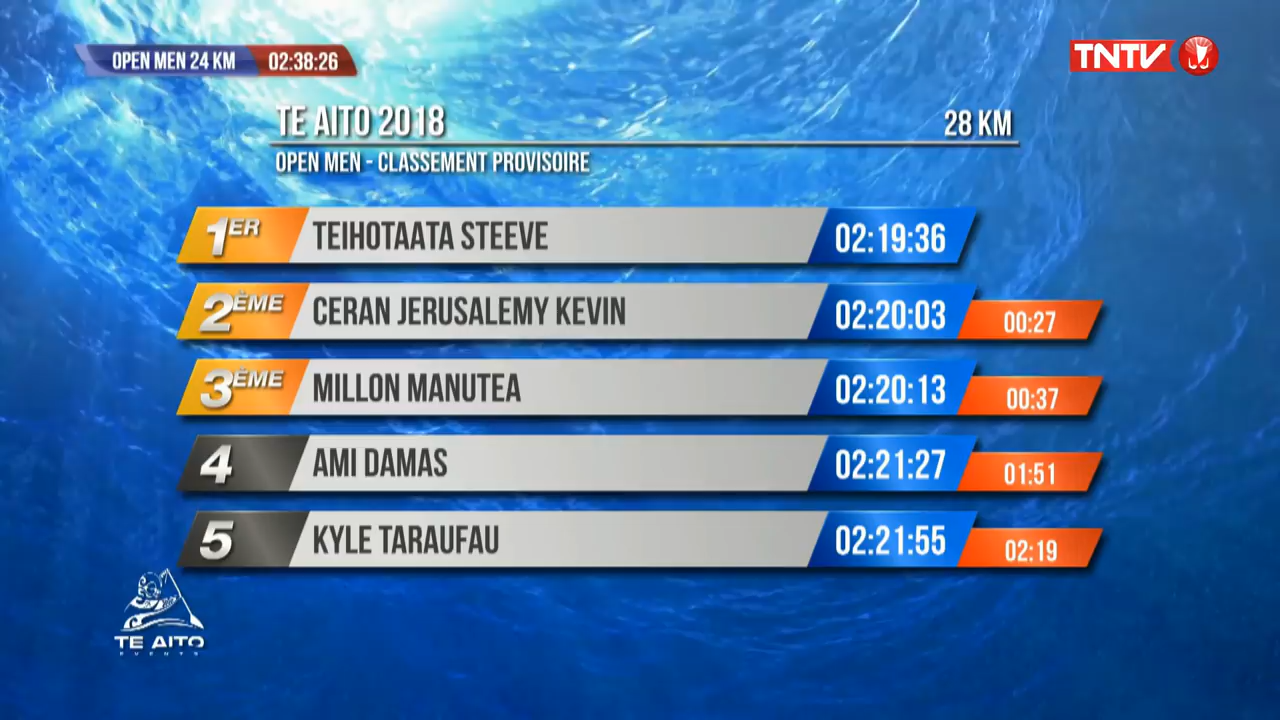 OPEN MEN 24 KM 02:38:26
TNTV
TE AITO 2018 28 KM
OPEN MEN - CLASSEMENT PROVISOIRE
1ER TEIHOTAATA STEEVE 02:19:36
2ÈME CERAN JERUSALEMY KEVIN 02:20:03 00:27
3ÈME MILLON MANUTEA 02:20:13 00:37
4 AMI DAMAS 02:21:27 01:51
5 KYLE TARAUFAU 02:21:55 02:19
TE AITO
EVENTS